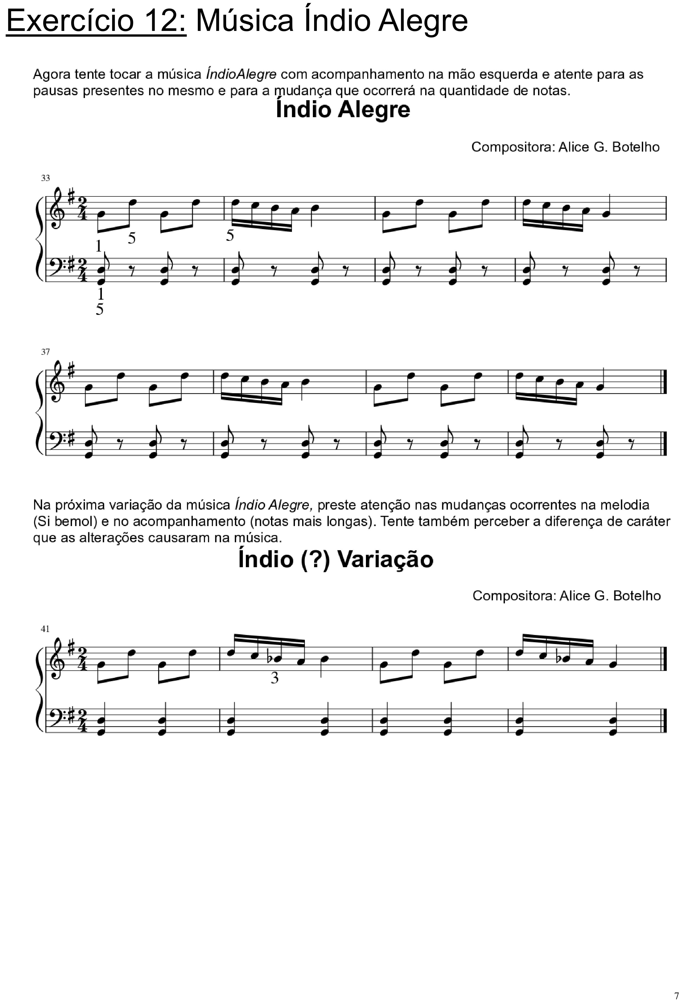 Exercício 12: Música Índio Alegre
Agora tente tocar a música ÍndioAlegre com acompanhamento na mão esquerda e atente para as
pausas presentes no mesmo e para a mudança que ocorrerá na quantidade de notas.
Índio Alegre
Compositora: Alice G. Botelho
33
2
4
1
5
5
2
4
1
5
37
Na próxima variação da música Índio Alegre, preste atenção nas mudanças ocorrentes na melodia
(Si bemol) e no acompanhamento (notas mais longas). Tente também perceber a diferença de caráter
que as alterações causaram na música.
Índio (?) Variação
Compositora: Alice G. Botelho
41
2
4
3
2
4
7